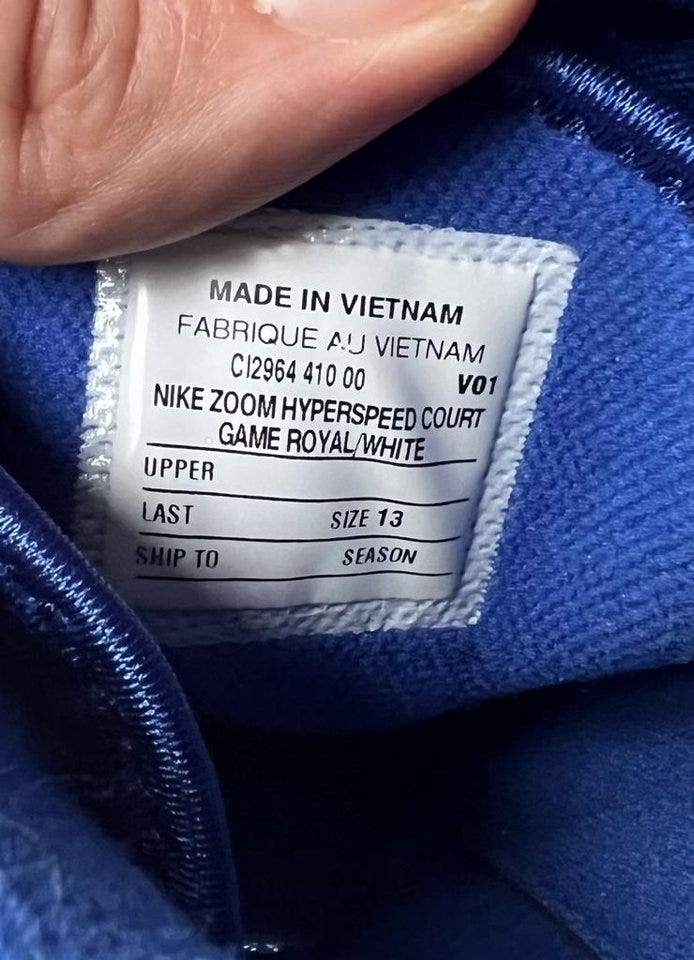 MADE IN VIETNAM
FABRIQUE AU VIETNAM
CI2964 410 00 V01
NIKE ZOOM HYPERSPEED COURT
GAME ROYAL/WHITE
UPPER
LAST SIZE 13
SHIP TO SEASON